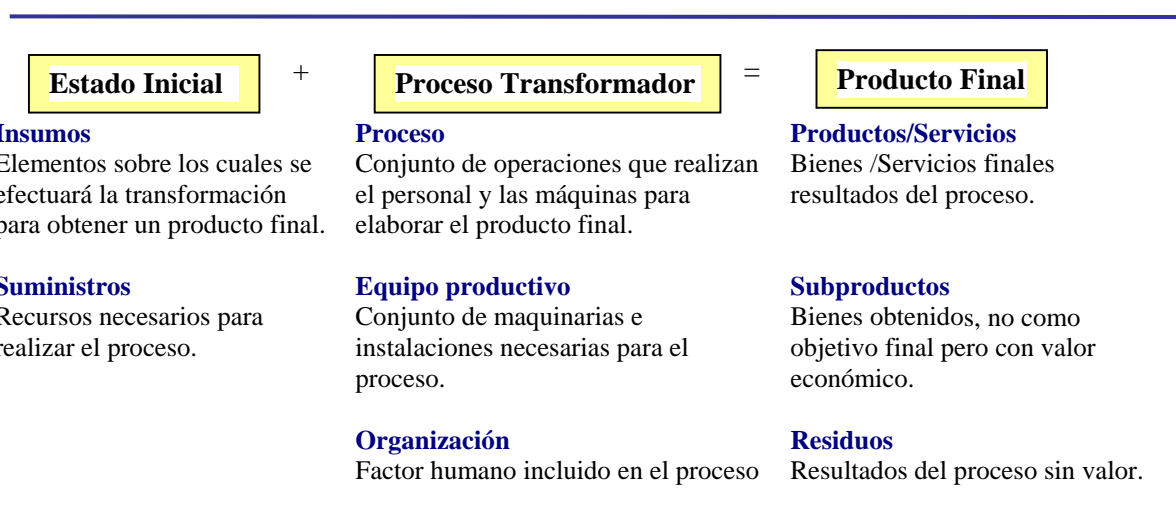 Estado Inicial + Proceso Transformador = Producto Final
Insumos
Elementos sobre los cuales se
efectuará la transformación
para obtener un producto final.
Suministros
Recursos necesarios para
realizar el proceso.
Proceso
Conjunto de operaciones que realizan
el personal y las máquinas para
elaborar el producto final.
Equipo productivo
Conjunto de maquinarias e
instalaciones necesarias para el
proceso.
Organización
Factor humano incluido en el proceso
Productos/Servicios
Bienes /Servicios finales
resultados del proceso.
Subproductos
Bienes obtenidos, no como
objetivo final pero con valor
económico.
Residuos
Resultados del proceso sin valor.